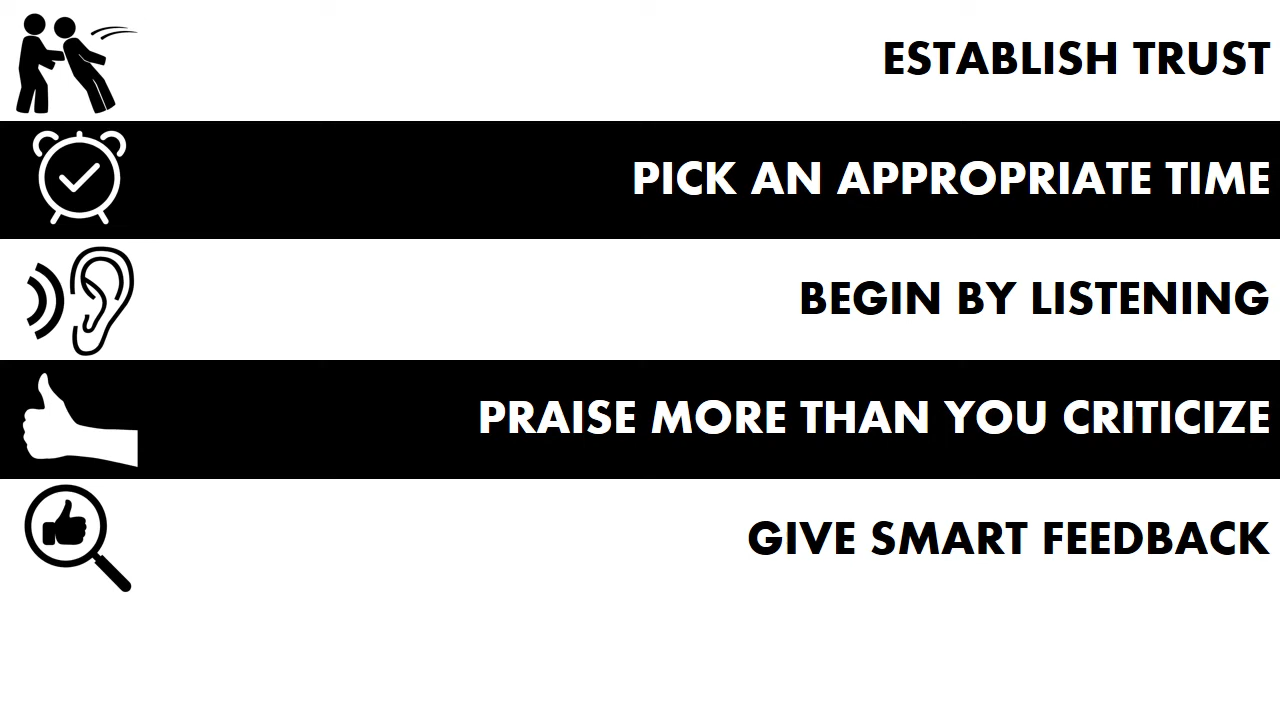 ESTABLISH TRUST
PICK AN APPROPRIATE TIME
BEGIN BY LISTENING
PRAISE MORE THAN YOU CRITICIZE
GIVE SMART FEEDBACK